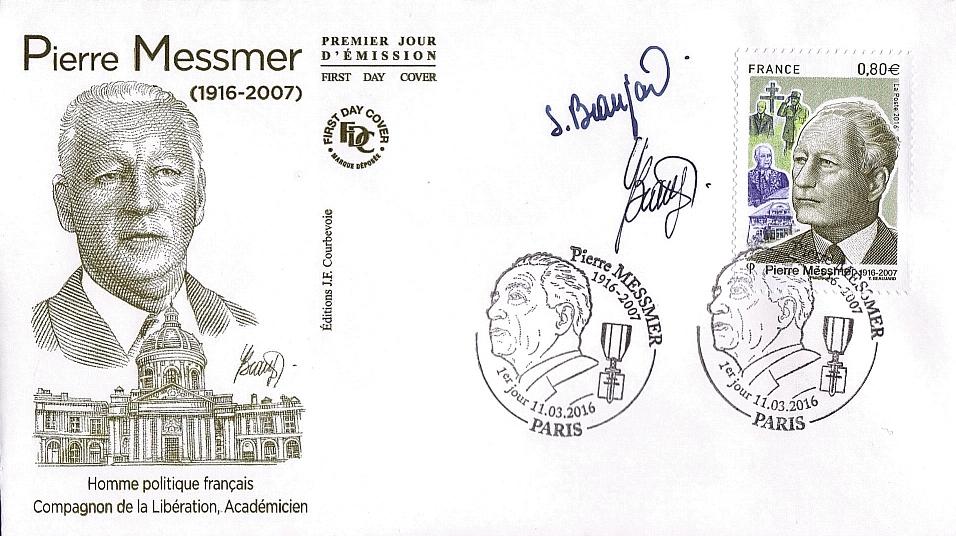 Pierre Messmer
(1916-2007)
PREMIER JOUR
D'ÉMISSION
FIRST DAY COVER
FIRST DAY COVER
FDC
• MARQUE DÉPOSÉE •
Éditions J.F. Courbevoie
Homme politique français
Compagnon de la Libération, Académicien
S. Beaujard
FRANCE 0,80€
La Poste 2016
Pierre Messmer 1916-2007
Y. BEAUJARD
Pierre MESSMER
1916-2007
1er jour 11.03.2016
PARIS
MESSMER
2007
1er jour 11.03.2016
PARIS